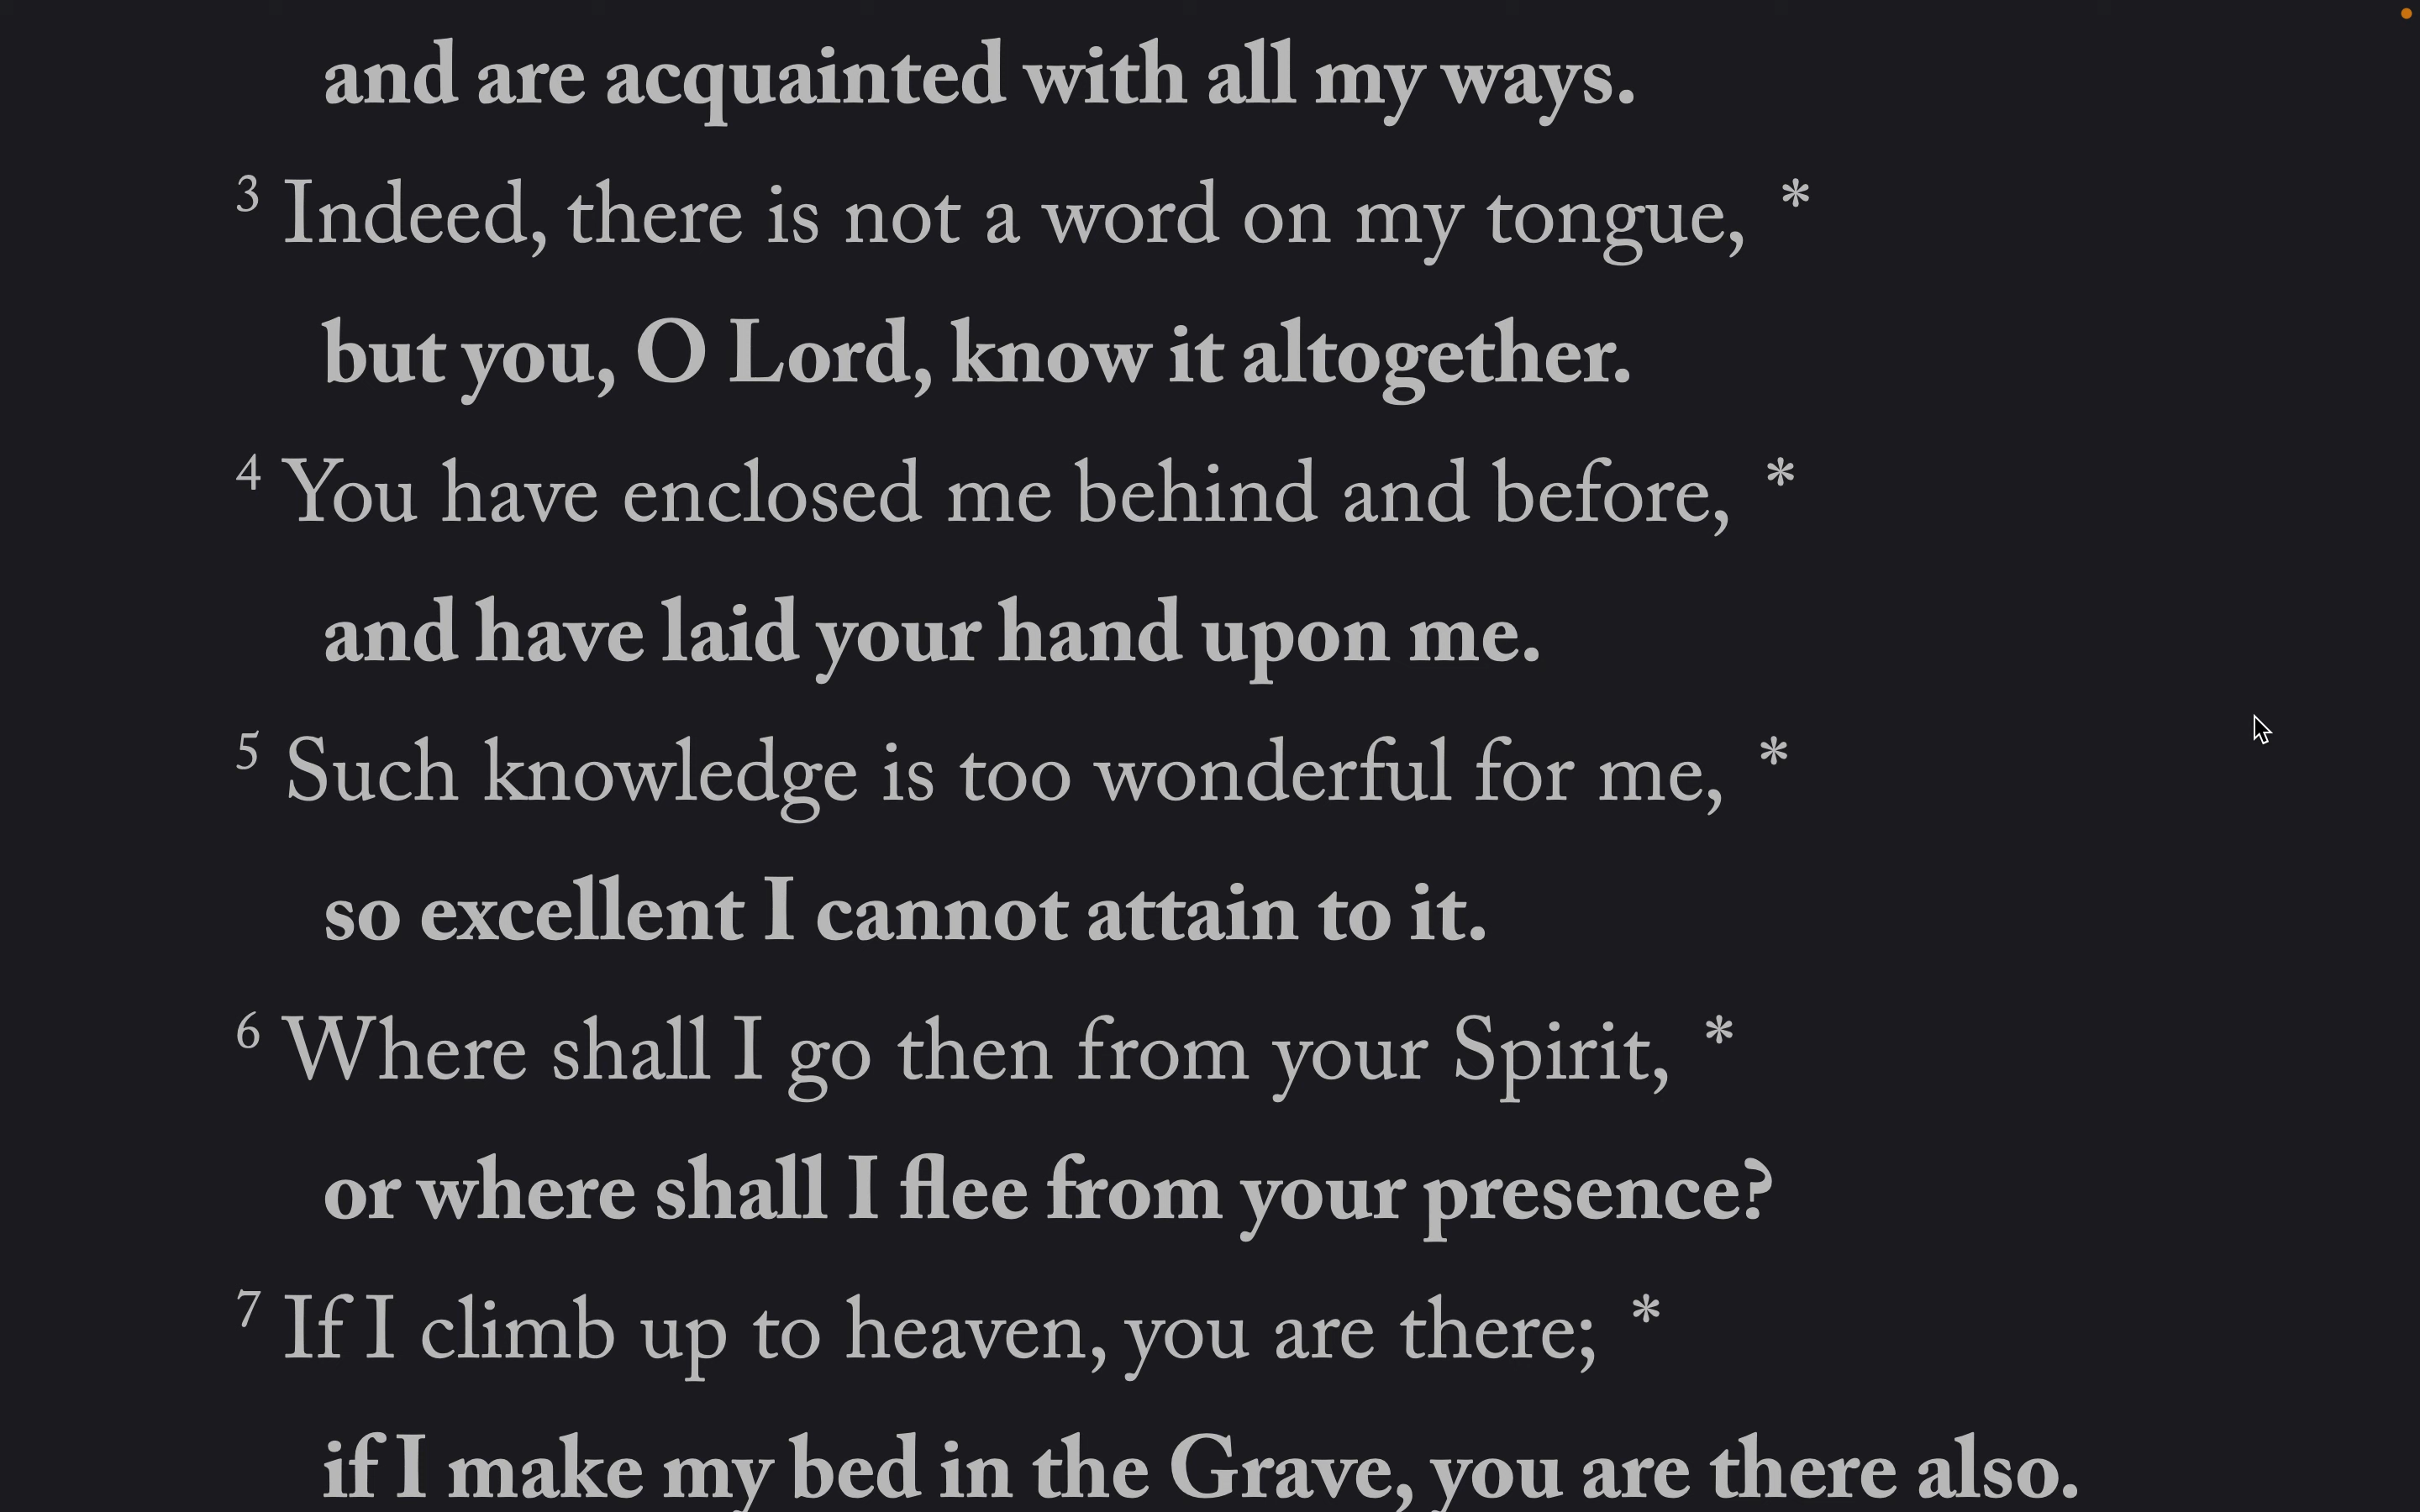 and are acquainted with all my ways.
3 Indeed, there is not a word on my tongue, *
but you, O Lord, know it altogether.
4 You have enclosed me behind and before, *
and have laid your hand upon me.
5 Such knowledge is too wonderful for me, *
so excellent I cannot attain to it.
6 Where shall I go then from your Spirit, *
or where shall I flee from your presence?
7 If I climb up to heaven, you are there; *
if I make my bed in the Grave, you are there also.